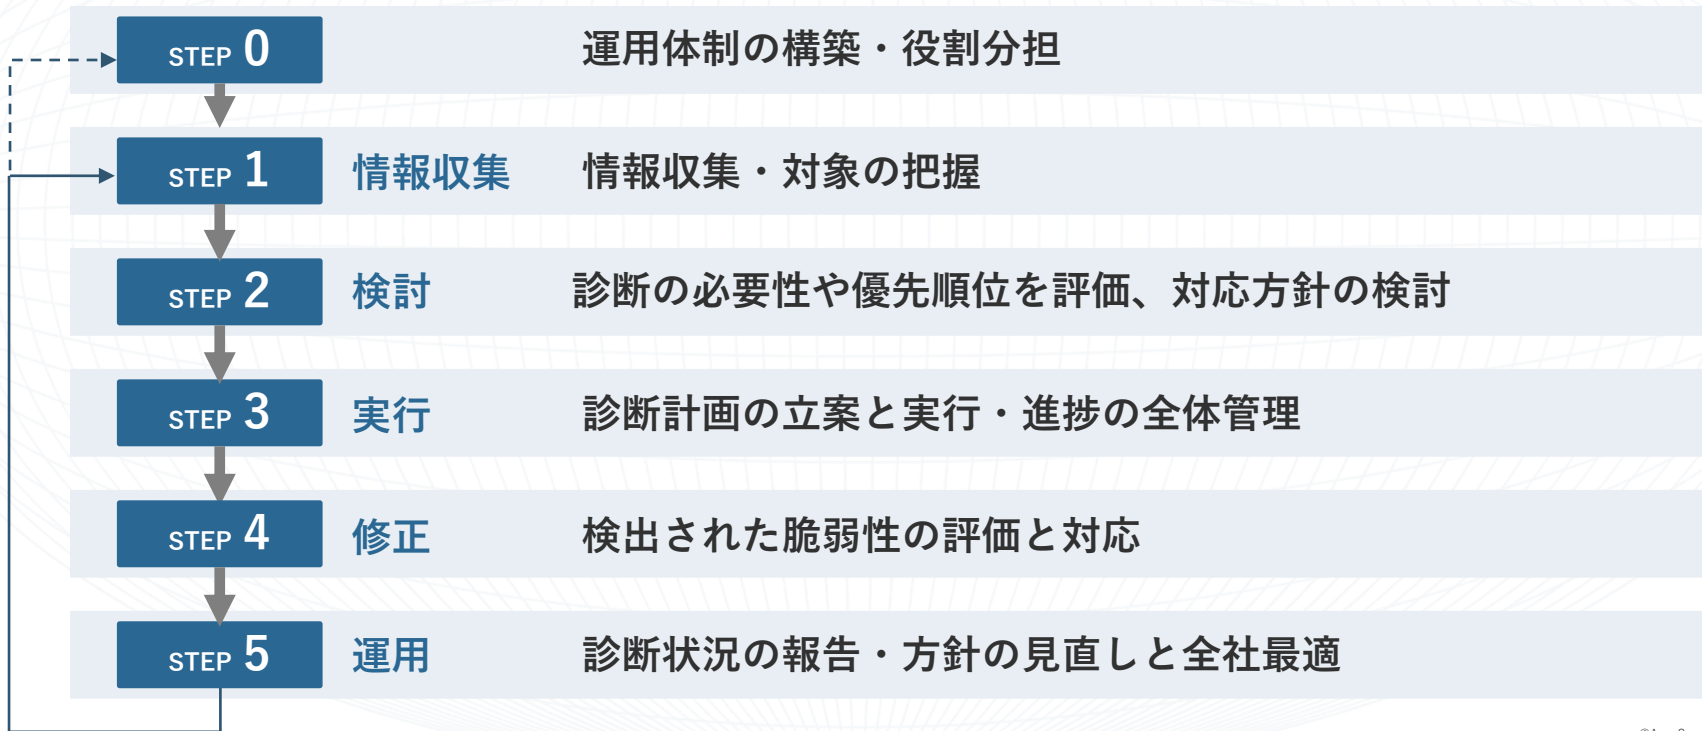 STEP 0 運用体制の構築・役割分担
STEP 1 情報収集 情報収集・対象の把握
STEP 2 検討 診断の必要性や優先順位を評価、対応方針の検討
STEP 3 実行 診断計画の立案と実行・進捗の全体管理
STEP 4 修正 検出された脆弱性の評価と対応
STEP 5 運用 診断状況の報告・方針の見直しと全社最適